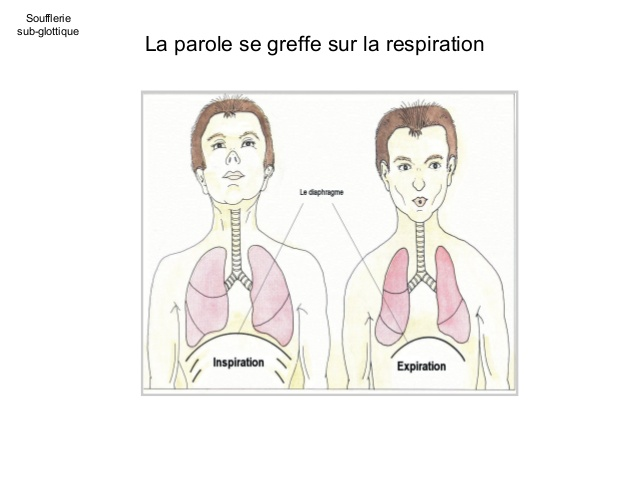 Soufflerie
sub-glottique
La parole se greffe sur la respiration
Le diaphragme
Inspiration
Expiration